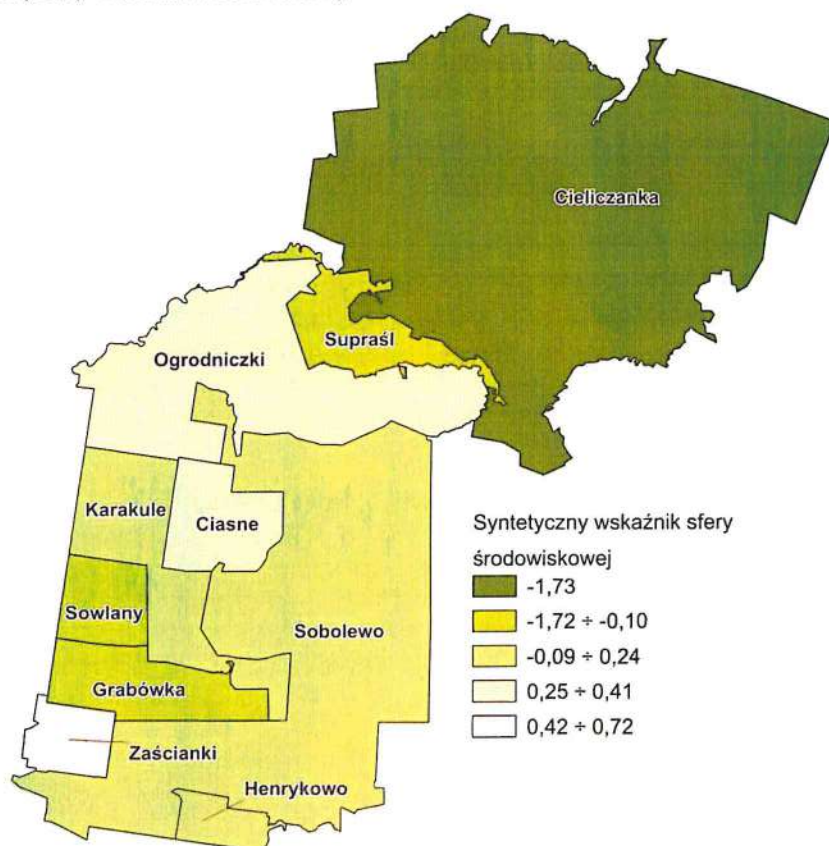 Cieliczanka
Supraśl
Ogrodniczki
Karakule
Ciasne
Sowlany
Sobolewo
Grabówka
Zaścianki
Henrykowo
Syntetyczny wskaźnik sfery
środowiskowej
-1,73
-1,72 ÷ -0,10
-0,09 ÷ 0,24
0,25 ÷ 0,41
0,42 ÷ 0,72